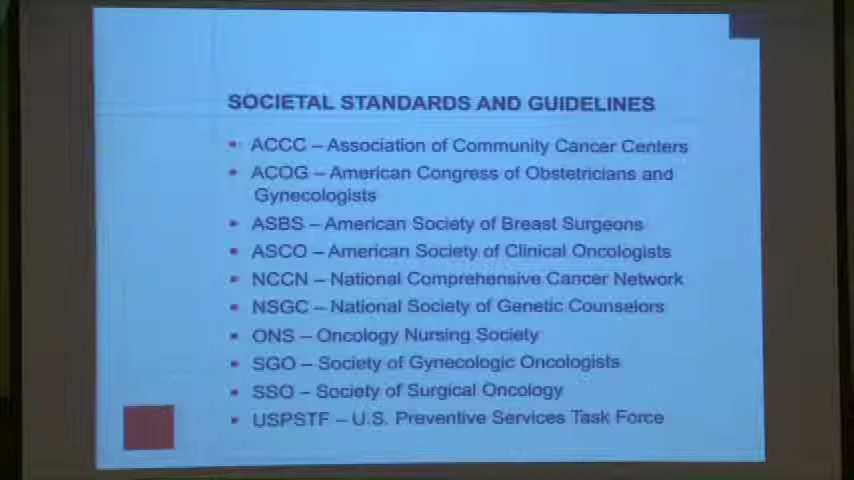 SOCIETAL STANDARDS AND GUIDELINES
• ACCC – Association of Community Cancer Centers
• ACOG – American Congress of Obstetricians and
Gynecologists
• ASBS – American Society of Breast Surgeons
• ASCO – American Society of Clinical Oncologists
• NCCN – National Comprehensive Cancer Network
• NSGC – National Society of Genetic Counselors
• ONS – Oncology Nursing Society
• SGO – Society of Gynecologic Oncologists
• SSO – Society of Surgical Oncology
• USPSTF – U.S. Preventive Services Task Force